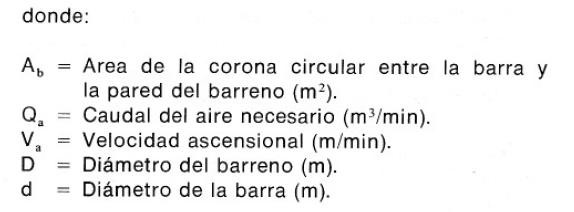 donde:
A_b = Area de la corona circular entre la barra y
la pared del barreno (m²).
Q_a = Caudal del aire necesario (m³/min).
V_a = Velocidad ascensional (m/min).
D = Diámetro del barreno (m).
d = Diámetro de la barra (m).